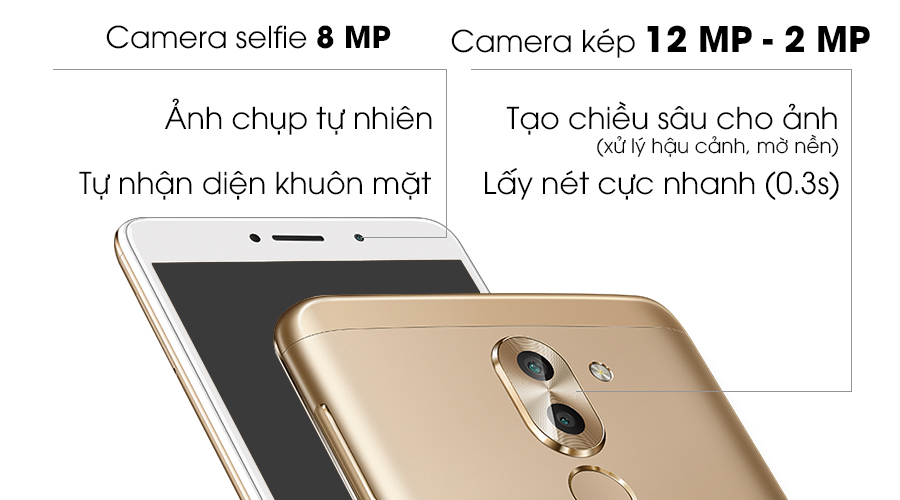 Camera selfie 8 MP
Ảnh chụp tự nhiên
Tự nhận diện khuôn mặt
Camera kép 12 MP - 2 MP
Tạo chiều sâu cho ảnh
(xử lý hậu cảnh, mờ nền)
Lấy nét cực nhanh (0.3s)